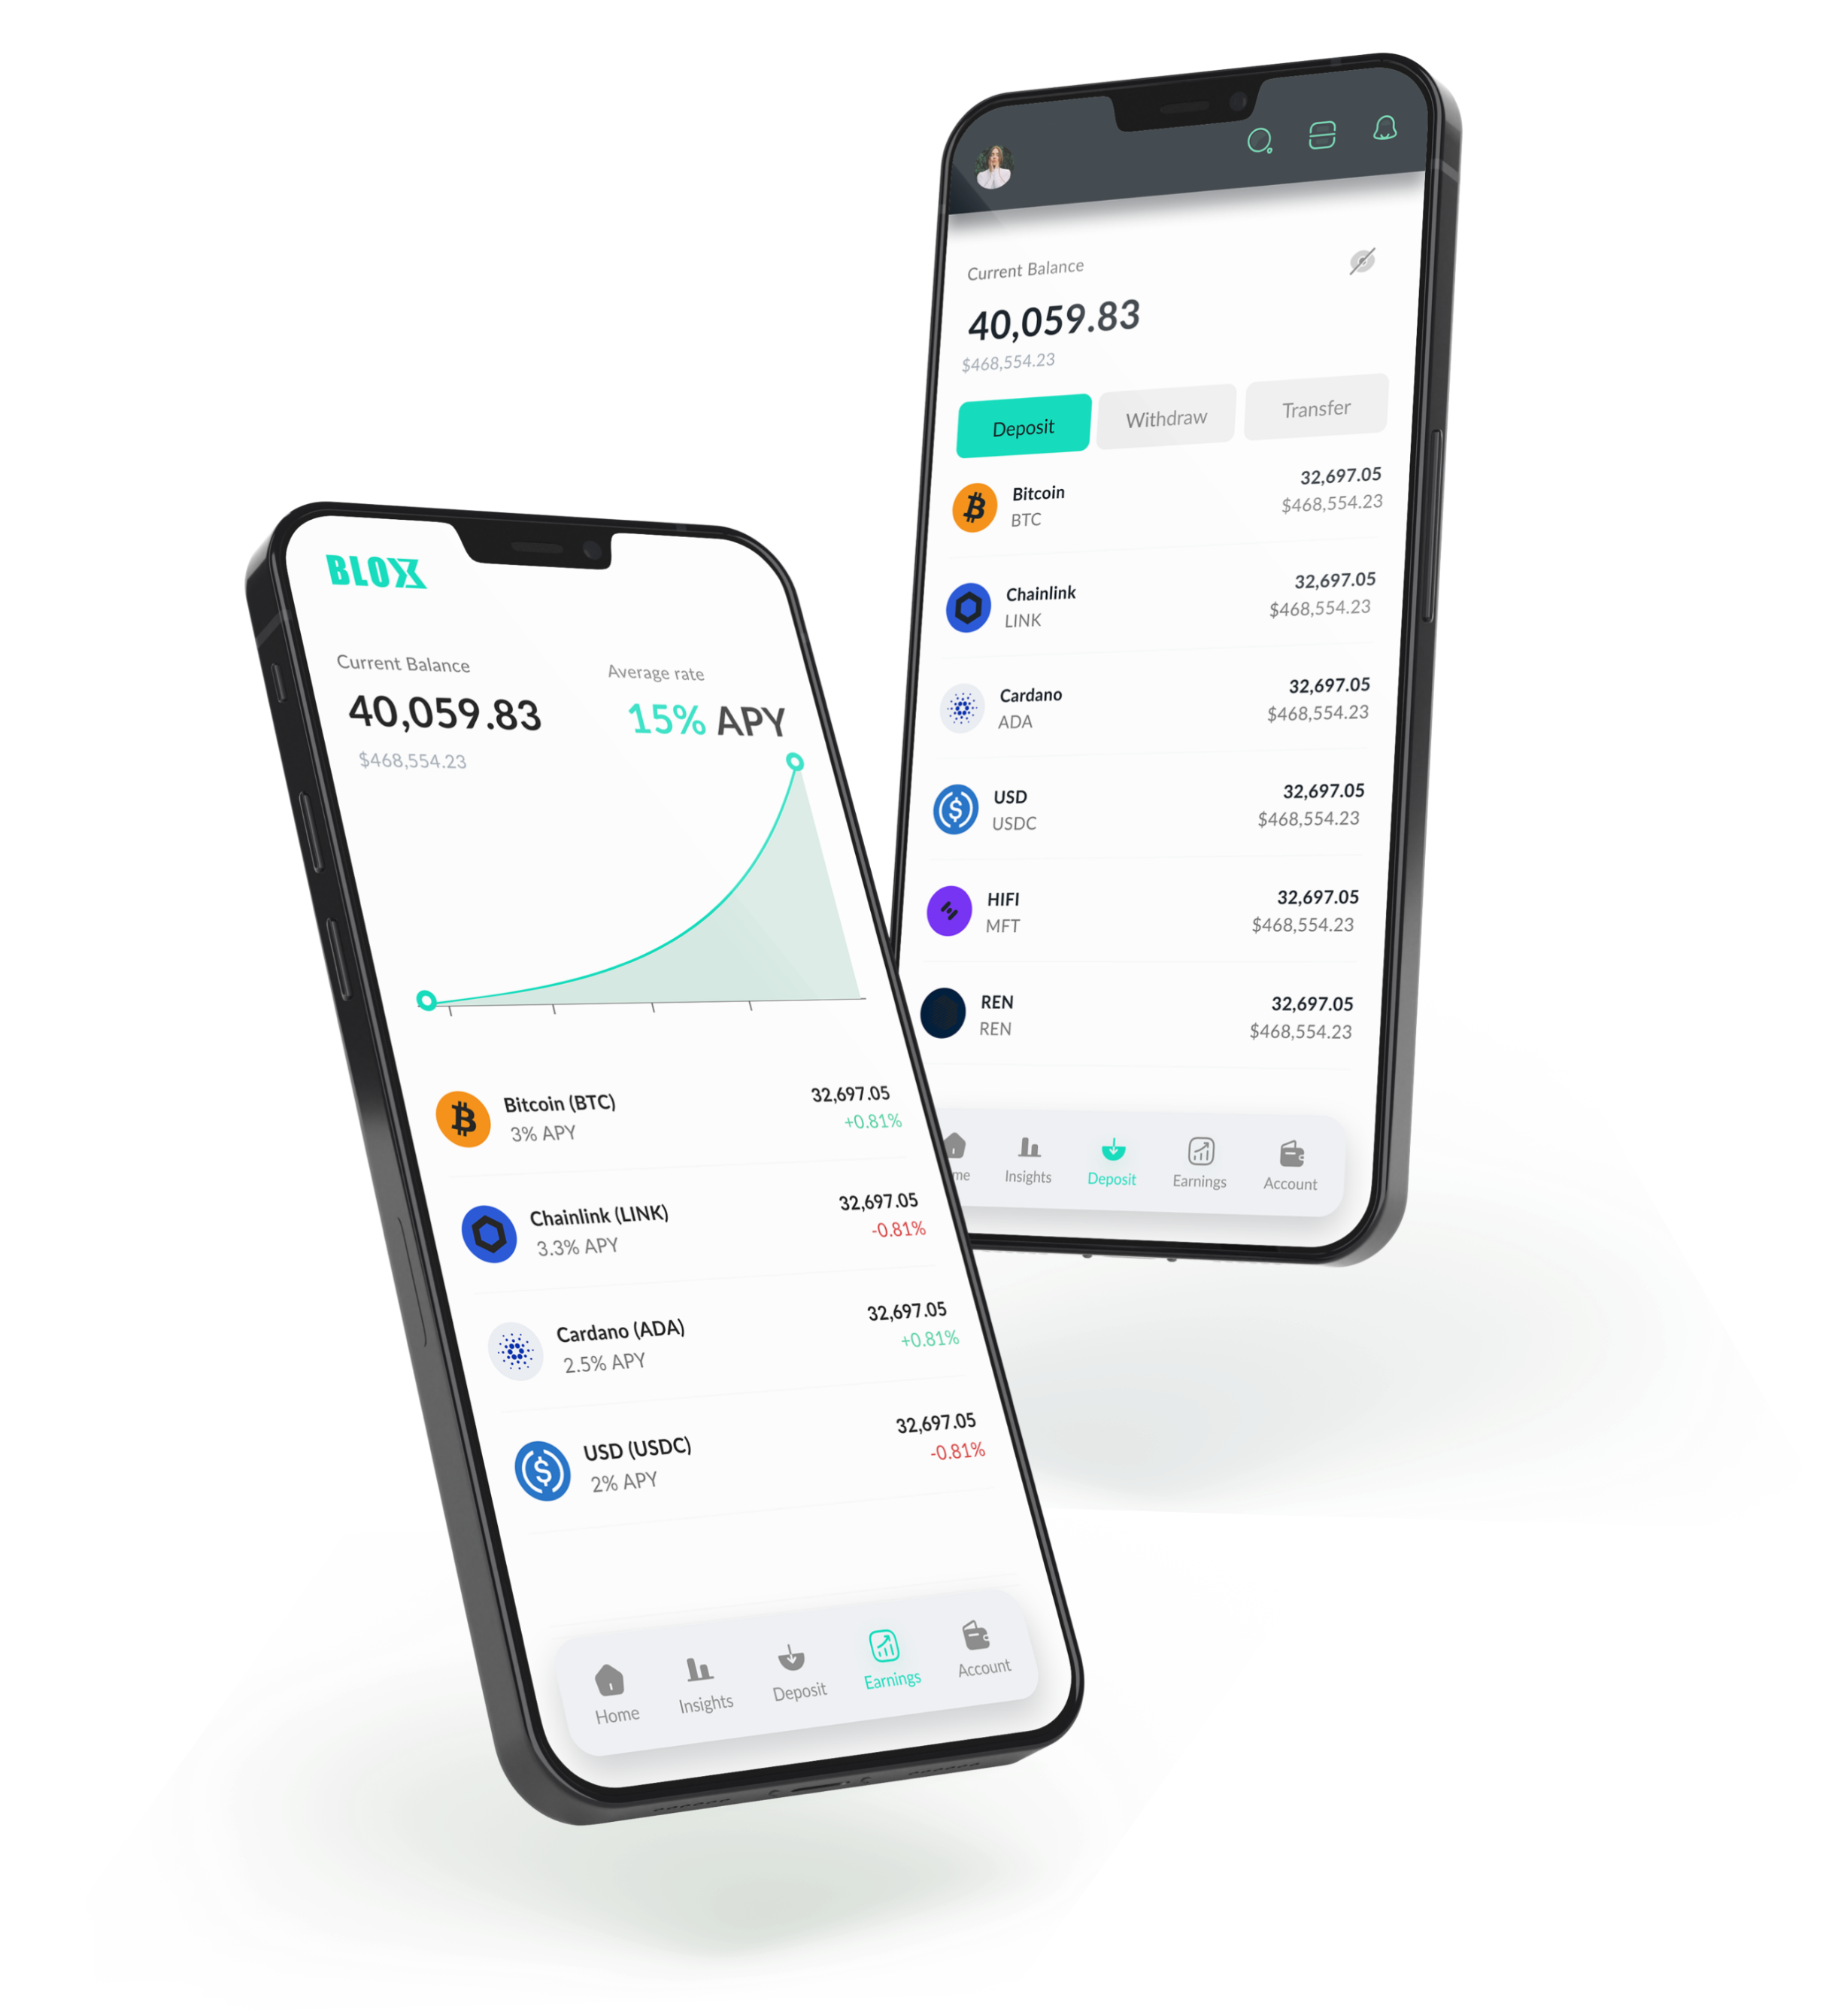 BLOX
Current Balance
Average rate
40,059.83
15% APY
$468,554.23
Bitcoin (BTC)
32,697.05
3% APY
+0.81%
Chainlink (LINK)
32,697.05
3.3% APY
-0.81%
Cardano (ADA)
32,697.05
2.5% APY
+0.81%
USD (USDC)
32,697.05
2% APY
-0.81%
Home
Insights
Deposit
Earnings
Account
Current Balance
40,059.83
$468,554.23
Deposit
Withdraw
Transfer
Bitcoin
32,697.05
BTC
$468,554.23
Chainlink
32,697.05
LINK
$468,554.23
Cardano
32,697.05
ADA
$468,554.23
USD
32,697.05
USDC
$468,554.23
HIFI
32,697.05
MFT
$468,554.23
REN
32,697.05
REN
$468,554.23
me
Insights
Deposit
Earnings
Account